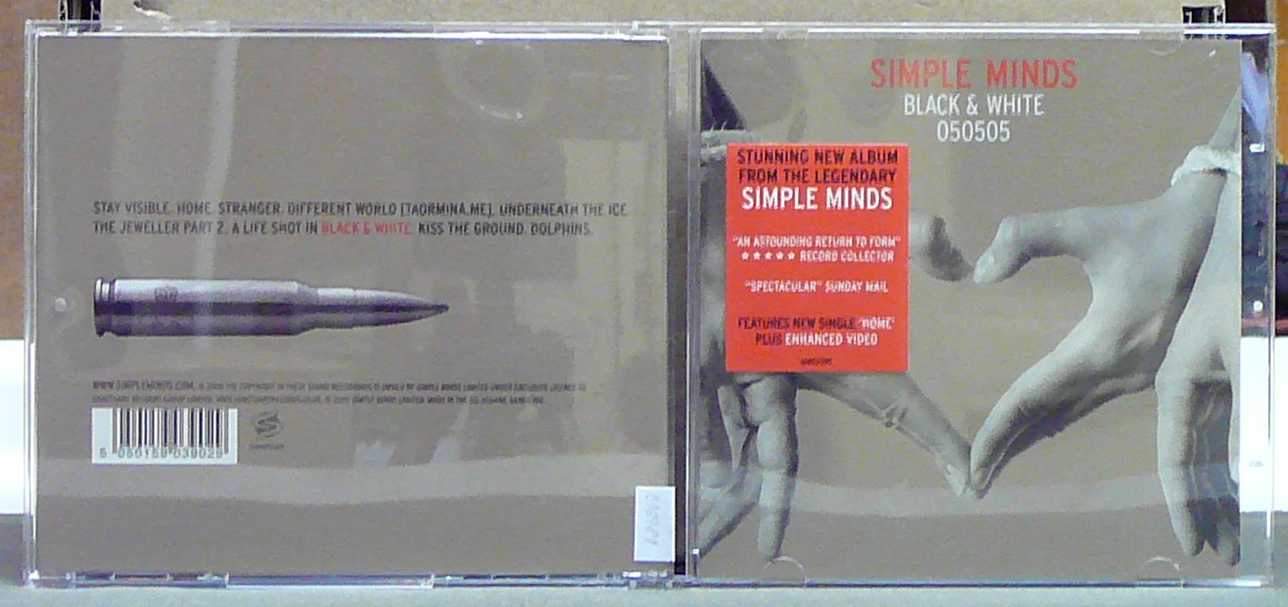 STAY VISIBLE. HOME. STRANGER. DIFFERENT WORLD [TAORMINA.ME]. UNDERNEATH THE ICE
THE JEWELLER PART 2. A LIFE SHOT IN BLACK & WHITE. KISS THE GROUND. DOLPHINS.
WWW.SIMPLEMINDS.COM.
5 050159 039029
SIMPLE MINDS
BLACK & WHITE
050505
STUNNING NEW ALBUM
FROM THE LEGENDARY
SIMPLE MINDS
"AN ASTOUNDING RETURN TO FORM"
★★★★★ RECORD COLLECTOR
"SPECTACULAR" SUNDAY MAIL
FEATURES NEW SINGLE 'HOME'
PLUS ENHANCED VIDEO